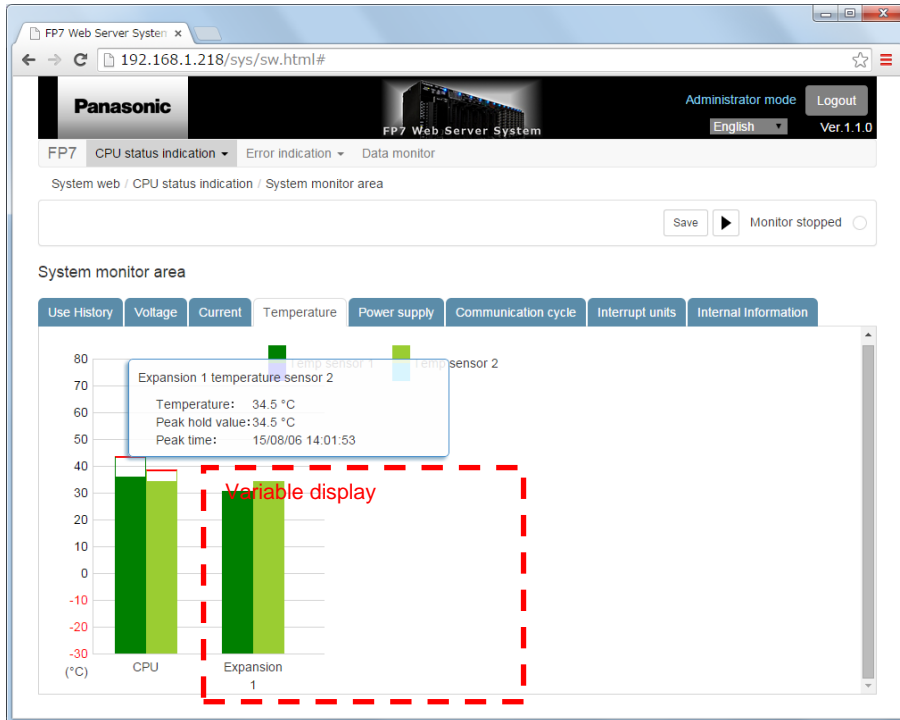 FP7 Web Server System
192.168.1.218/sys/sw.html#
Panasonic
FP7 Web Server System
Administrator mode Logout
English Ver.1.1.0
FP7 CPU status indication Error indication Data monitor
System web / CPU status indication / System monitor area
Save Monitor stopped
System monitor area
Use History Voltage Current Temperature Power supply Communication cycle Interrupt units Internal Information
Temp sensor 1 Temp sensor 2
80
70
60
50
40
30
20
10
0
-10
-20
-30
(°C)
Expansion 1 temperature sensor 2
Temperature: 34.5 °C
Peak hold value: 34.5 °C
Peak time: 15/08/06 14:01:53
Variable display
CPU
Expansion
1